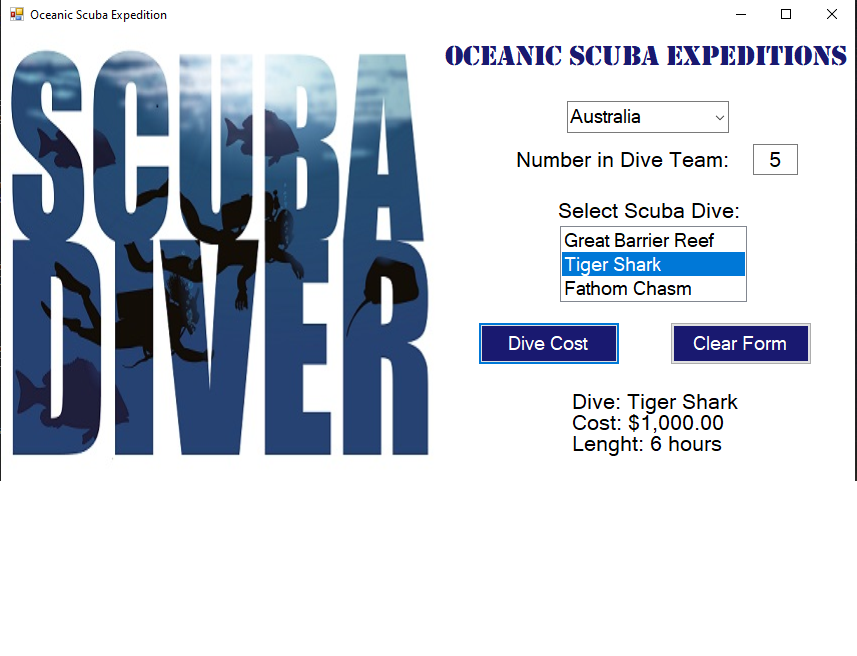 Oceanic Scuba Expedition
SCUBA
DIVER
OCEANIC SCUBA EXPEDITIONS
Australia
Number in Dive Team: 5
Select Scuba Dive:
Great Barrier Reef
Tiger Shark
Fathom Chasm
Dive Cost Clear Form
Dive: Tiger Shark
Cost: $1,000.00
Lenght: 6 hours